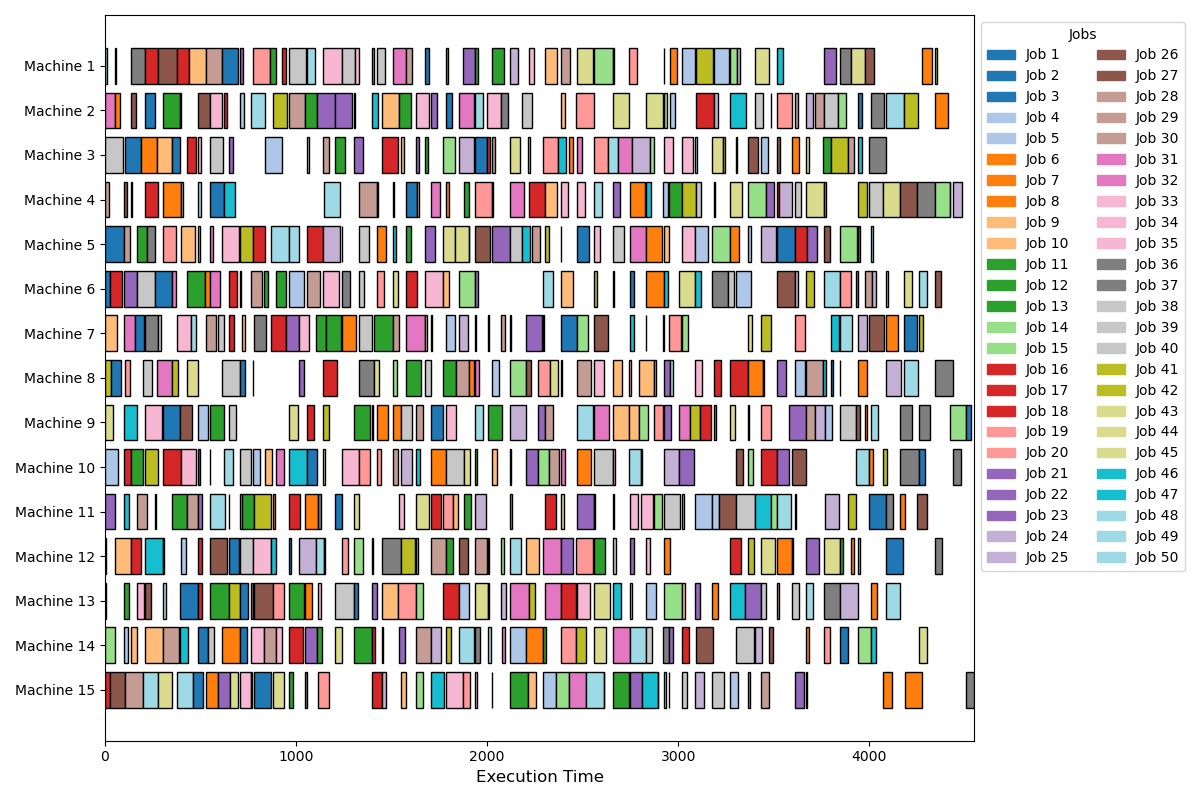 Machine 1
Machine 2
Machine 3
Machine 4
Machine 5
Machine 6
Machine 7
Machine 8
Machine 9
Machine 10
Machine 11
Machine 12
Machine 13
Machine 14
Machine 15
0 1000 2000 3000 4000
Execution Time
Jobs
Job 1 Job 26
Job 2 Job 27
Job 3 Job 28
Job 4 Job 29
Job 5 Job 30
Job 6 Job 31
Job 7 Job 32
Job 8 Job 33
Job 9 Job 34
Job 10 Job 35
Job 11 Job 36
Job 12 Job 37
Job 13 Job 38
Job 14 Job 39
Job 15 Job 40
Job 16 Job 41
Job 17 Job 42
Job 18 Job 43
Job 19 Job 44
Job 20 Job 45
Job 21 Job 46
Job 22 Job 47
Job 23 Job 48
Job 24 Job 49
Job 25 Job 50